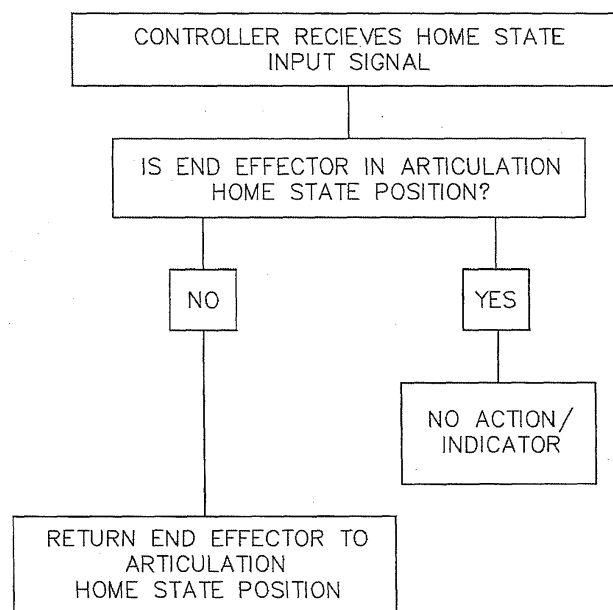 CONTROLLER RECIEVES HOME STATE
INPUT SIGNAL
IS END EFFECTOR IN ARTICULATION
HOME STATE POSITION?
NO
YES
NO ACTION/
INDICATOR
RETURN END EFFECTOR TO
ARTICULATION
HOME STATE POSITION